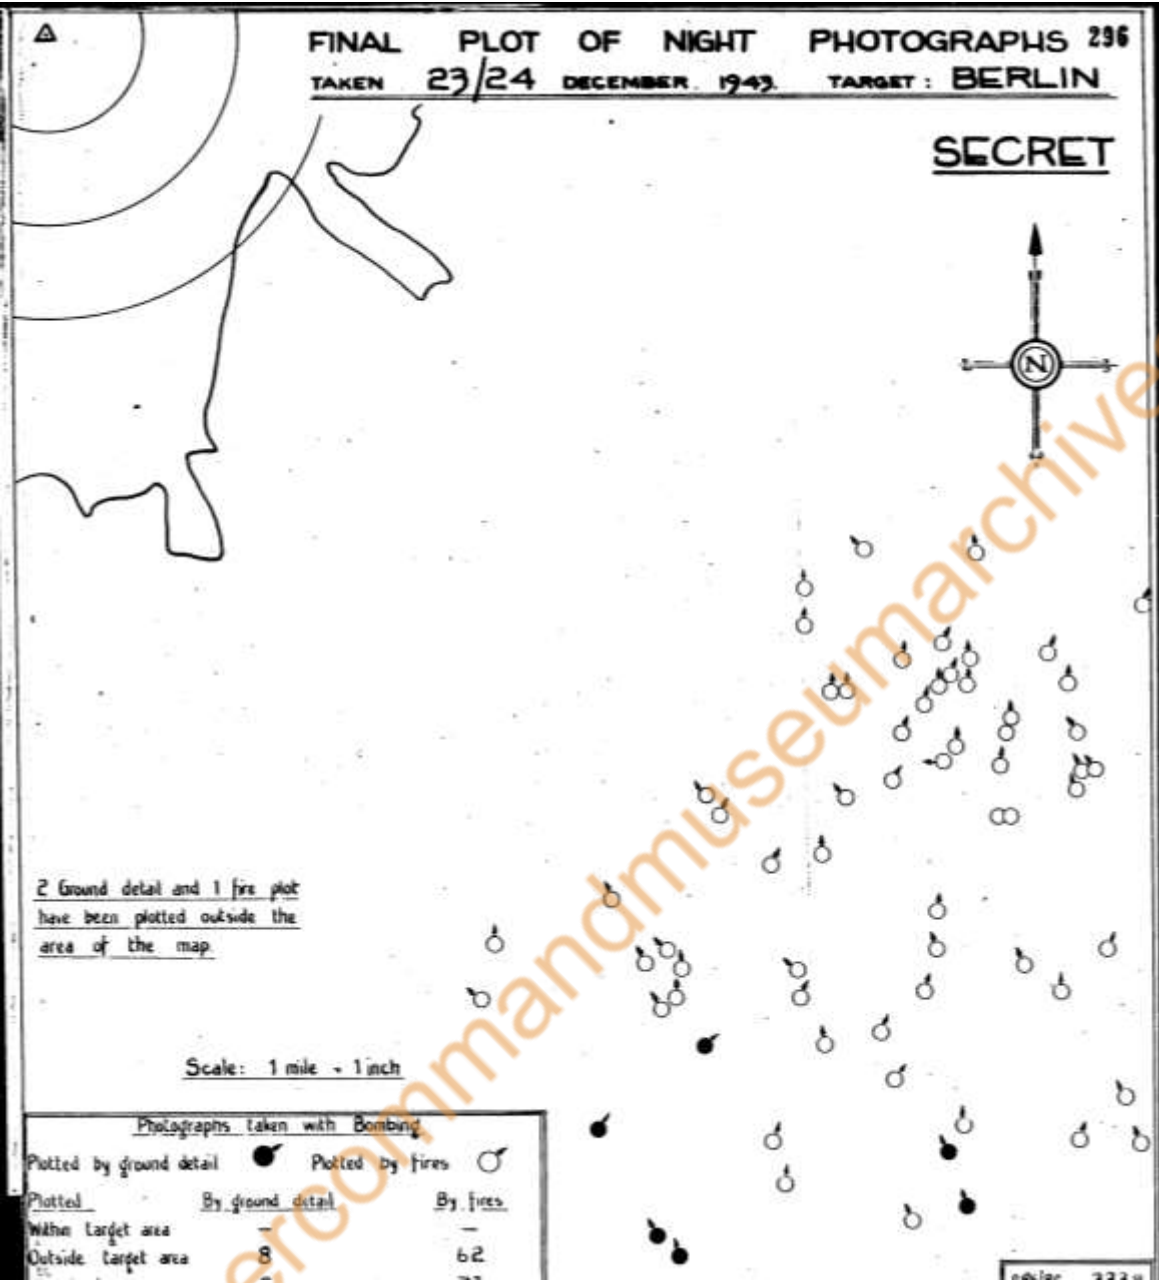 FINAL PLOT OF NIGHT PHOTOGRAPHS 296
TAKEN 23/24 DECEMBER. 1943. TARGET: BERLIN
SECRET
N
2 Ground detail and 1 fire plot
have been plotted outside the
area of the map.
Scale: 1 mile - 1 inch
Photographs taken with Bombing
Plotted by ground detail Plotted by fires
Plotted By ground detail By fires
Within target area — —
Outside target area 8 62
ercommandmuseumarchive